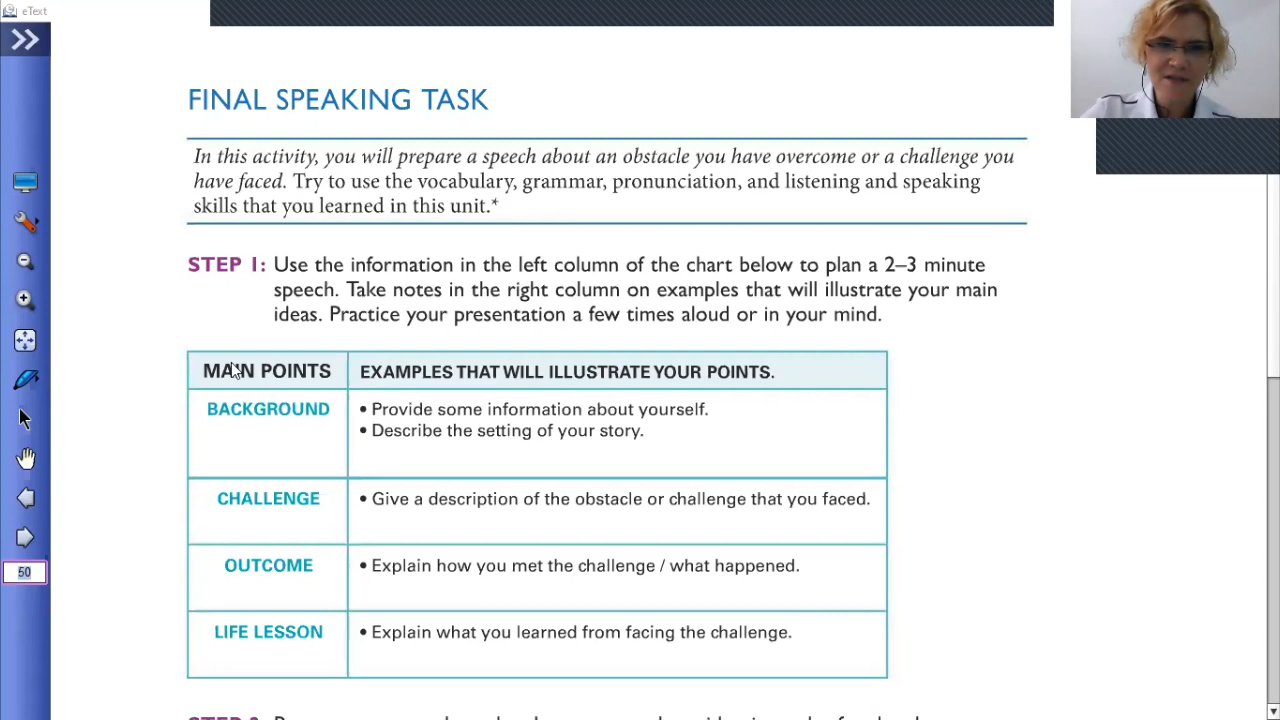 eText
FINAL SPEAKING TASK
In this activity, you will prepare a speech about an obstacle you have overcome or a challenge you
have faced. Try to use the vocabulary, grammar, pronunciation, and listening and speaking
skills that you learned in this unit.*
STEP 1: Use the information in the left column of the chart below to plan a 2–3 minute
speech. Take notes in the right column on examples that will illustrate your main
ideas. Practice your presentation a few times aloud or in your mind.
MAIN POINTS EXAMPLES THAT WILL ILLUSTRATE YOUR POINTS.
BACKGROUND • Provide some information about yourself.
• Describe the setting of your story.
CHALLENGE • Give a description of the obstacle or challenge that you faced.
OUTCOME • Explain how you met the challenge / what happened.
50
LIFE LESSON • Explain what you learned from facing the challenge.